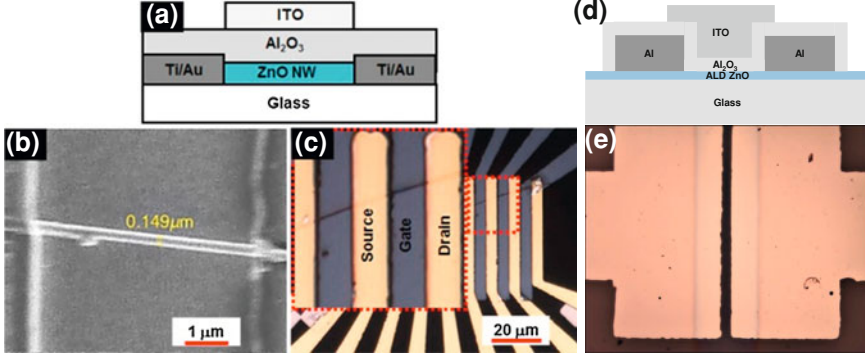 (a)
ITO
Al₂O₃
Ti/Au
ZnO NW
Ti/Au
Glass
(b)
0.149μm
1 μm
(c)
Source
Gate
Drain
20 μm
(d)
ITO
Al
Al₂O₃
Al
ALD ZnO
Glass
(e)